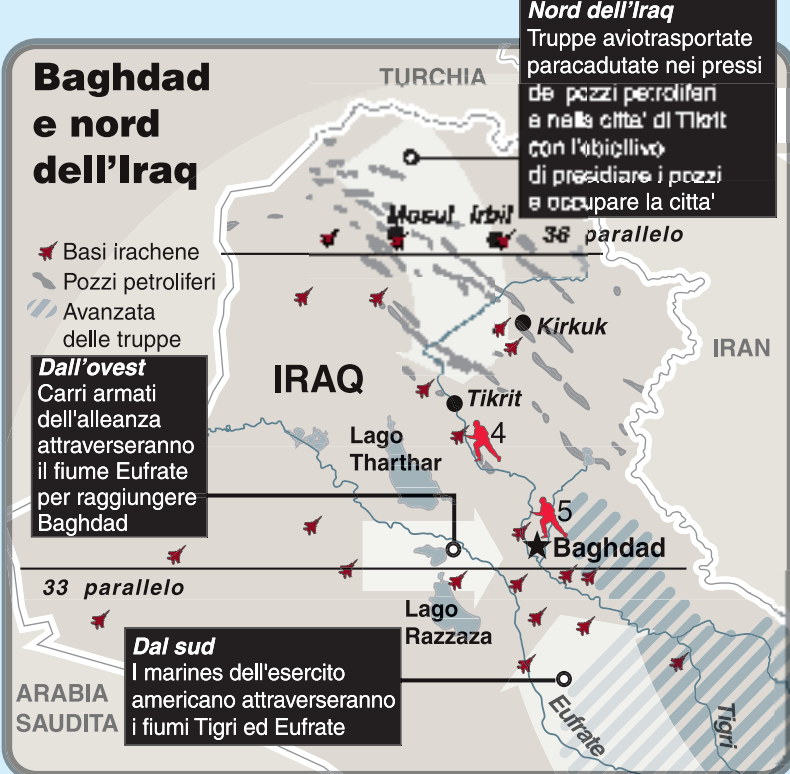 Nord dell'Iraq
Truppe aviotrasportate
paracadutate nei pressi
de pozzi petroliferi
e nella citta' di Tikrit
con l'obiettivo
di presidiare i pozzi
e occupare la citta'
Baghdad
e nord
dell'Iraq
TURCHIA
Mosul Irbil
36 parallelo
Basi irachene
Pozzi petroliferi
Avanzata
delle truppe
Kirkuk
IRAN
IRAQ
Dall'ovest
Carri armati
dell'alleanza
attraverseranno
il fiume Eufrate
per raggiungere
Baghdad
Tikrit
4
Lago
Tharthar
5
Baghdad
33 parallelo
Lago
Razzaza
Dal sud
I marines dell'esercito
americano attraverseranno
i fiumi Tigri ed Eufrate
ARABIA
SAUDITA
Eufrate
Tigri